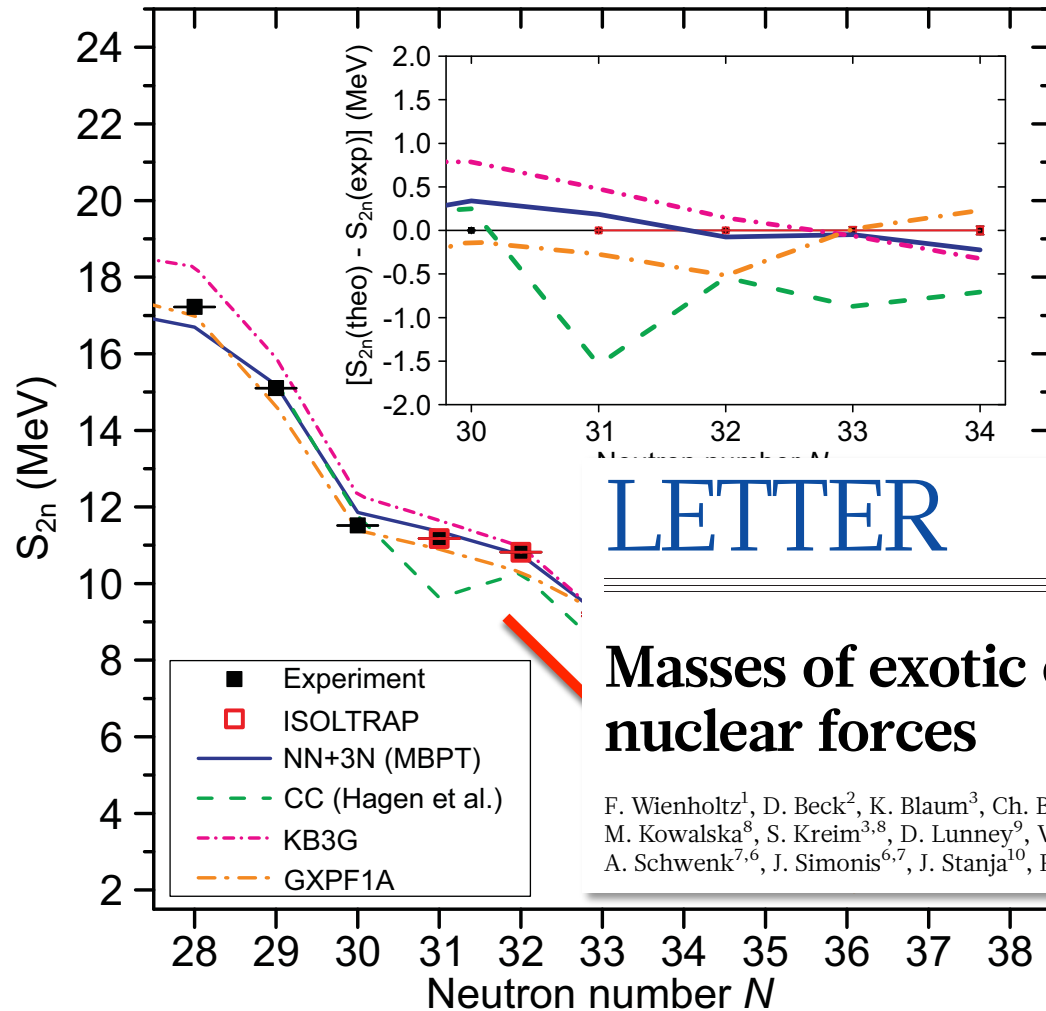 24
22
20
18
16
14
12
10
8
6
4
2
S2n (MeV)
28 29 30 31 32 33 34 35 36 37 38
Neutron number N
2.0
1.5
1.0
0.5
0.0
-0.5
-1.0
-1.5
-2.0
[S2n(theo) - S2n(exp)] (MeV)
30 31 32 33 34
Neutron number N
Experiment
ISOLTRAP
NN+3N (MBPT)
CC (Hagen et al.)
KB3G
GXPF1A
LETTER
Masses of exotic
nuclear forces
F. Wienholtz1, D. Beck2, K. Blaum3, Ch. B
M. Kowalska8, S. Kreim3,8, D. Lunney9, V
A. Schwenk7,6, J. Simonis6,7, J. Stanja10,